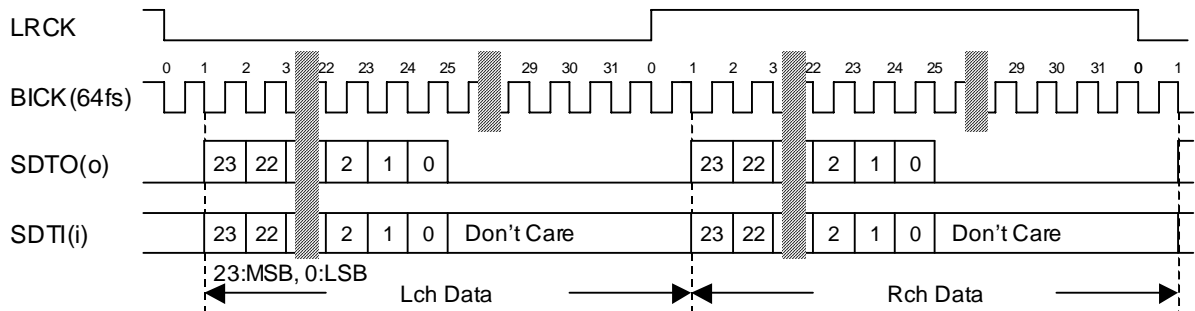 LRCK
0 1 2 3 22 23 24 25 29 30 31 0 1 2 3 22 23 24 25 29 30 31 0 1
BICK(64fs)
SDTO(o) 23 22 2 1 0 23 22 2 1 0
SDTI(i) 23 22 2 1 0 Don't Care 23 22 2 1 0 Don't Care
23:MSB, 0:LSB
Lch Data Rch Data